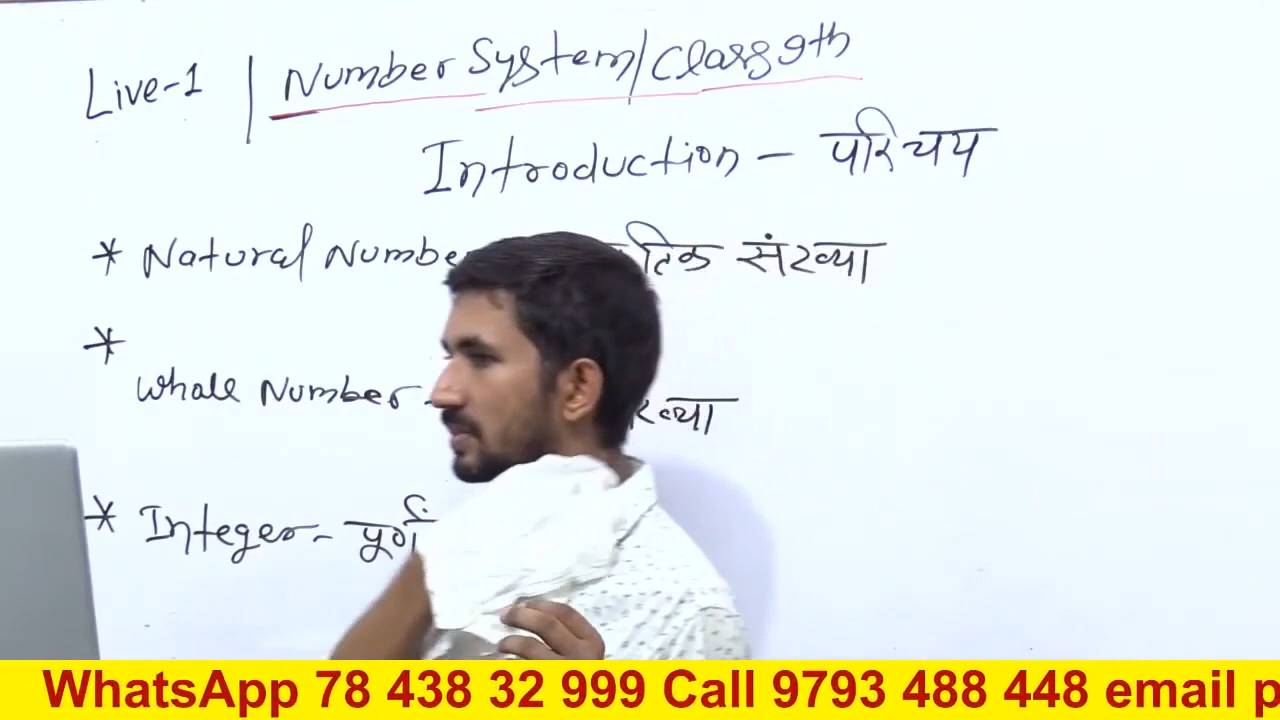 Live-1 | Number System/Class 9th
Introduction - परिचय
* Natural Numbe तिक संख्या
* Whole Number - ख्या
* Integer -
WhatsApp 78 438 32 999 Call 9793 488 448 email p